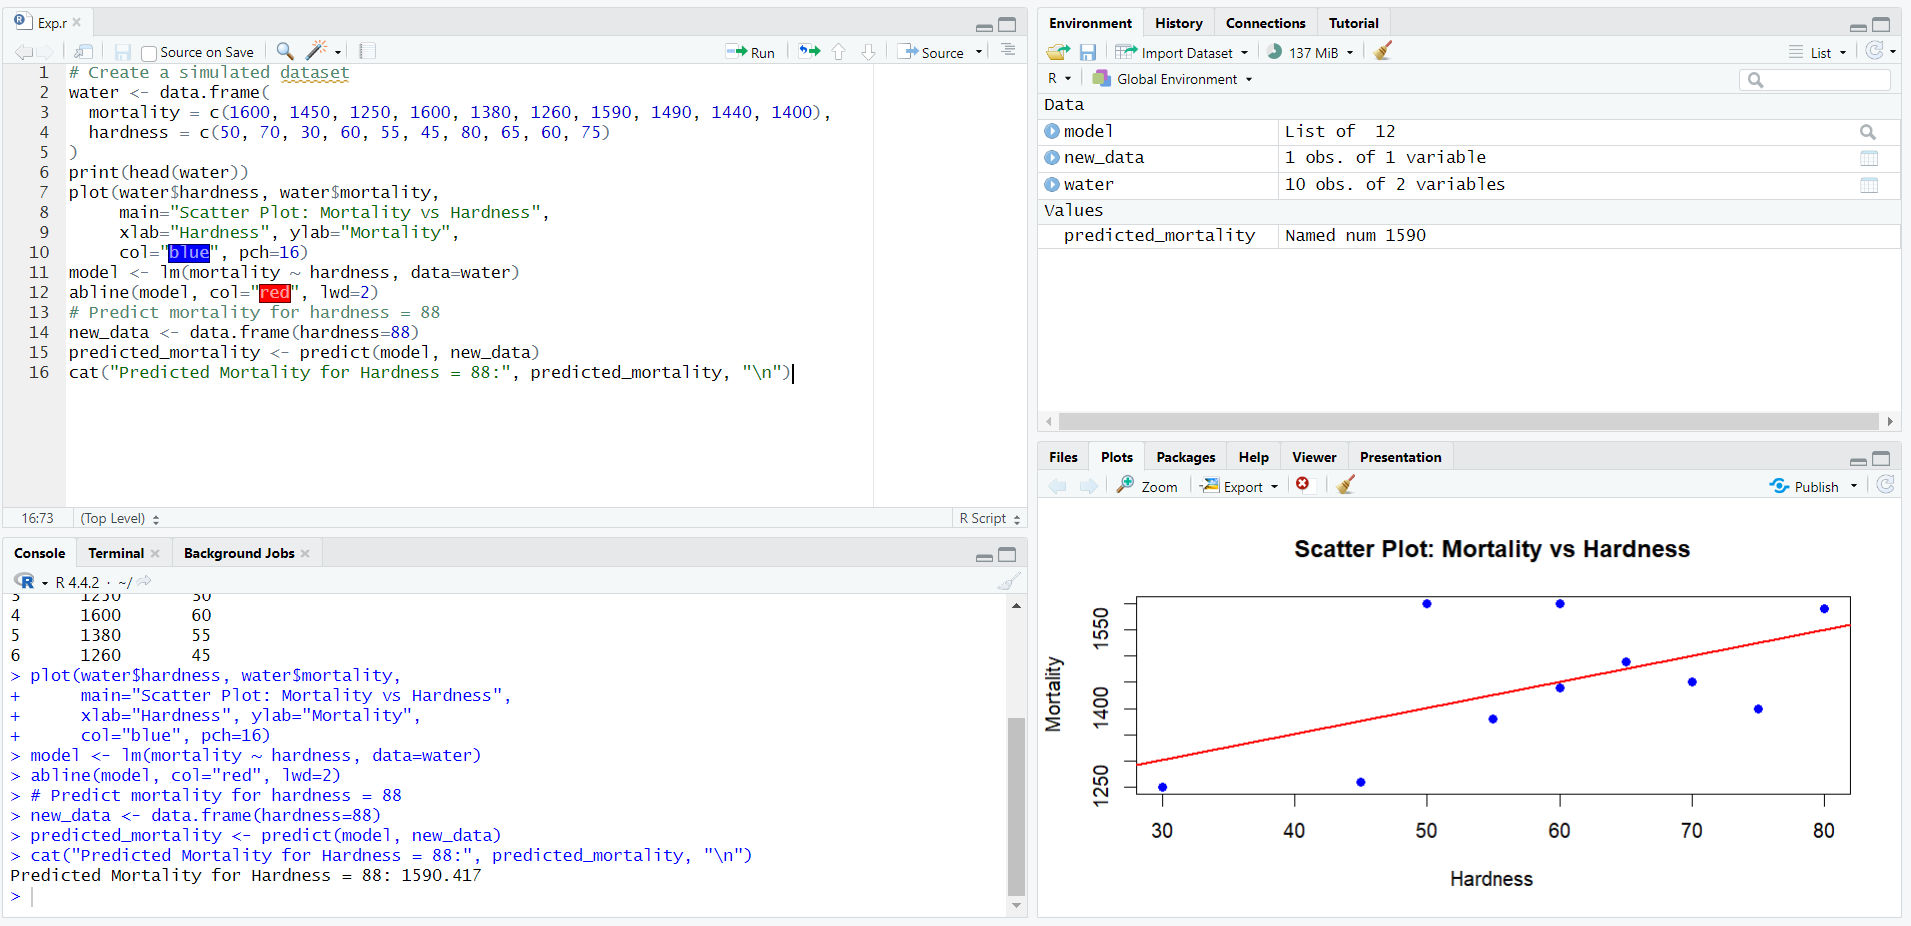 Exp.r
Source on Save
Run
Source
1 # Create a simulated dataset
2 water <- data.frame(
3   mortality = c(1600, 1450, 1250, 1600, 1380, 1260, 1590, 1490, 1440, 1400),
4   hardness = c(50, 70, 30, 60, 55, 45, 80, 65, 60, 75)
5 )
6 print(head(water))
7 plot(water$hardness, water$mortality,
8      main="Scatter Plot: Mortality vs Hardness",
9      xlab="Hardness", ylab="Mortality",
10      col="blue", pch=16)
11 model <- lm(mortality ~ hardness, data=water)
12 abline(model, col="red", lwd=2)
13 # Predict mortality for hardness = 88
14 new_data <- data.frame(hardness=88)
15 predicted_mortality <- predict(model, new_data)
16 cat("Predicted Mortality for Hardness = 88:", predicted_mortality, "\n")
16:73 (Top Level) R Script
Console Terminal Background Jobs
R R 4.4.2 · ~/
3 1250 30
4 1600 60
5 1380 55
6 1260 45
> plot(water$hardness, water$mortality,
+      main="Scatter Plot: Mortality vs Hardness",
+      xlab="Hardness", ylab="Mortality",
+      col="blue", pch=16)
> model <- lm(mortality ~ hardness, data=water)
> abline(model, col="red", lwd=2)
> # Predict mortality for hardness = 88
> new_data <- data.frame(hardness=88)
> predicted_mortality <- predict(model, new_data)
> cat("Predicted Mortality for Hardness = 88:", predicted_mortality, "\n")
Predicted Mortality for Hardness = 88: 1590.417
>
Environment History Connections Tutorial
Import Dataset 137 MiB List
R Global Environment
Data
model List of  12
new_data 1 obs. of 1 variable
water 10 obs. of 2 variables
Values
predicted_mortality Named num 1590
Files Plots Packages Help Viewer Presentation
Zoom Export Publish
Scatter Plot: Mortality vs Hardness
Mortality
1550
1400
1250
30 40 50 60 70 80
Hardness